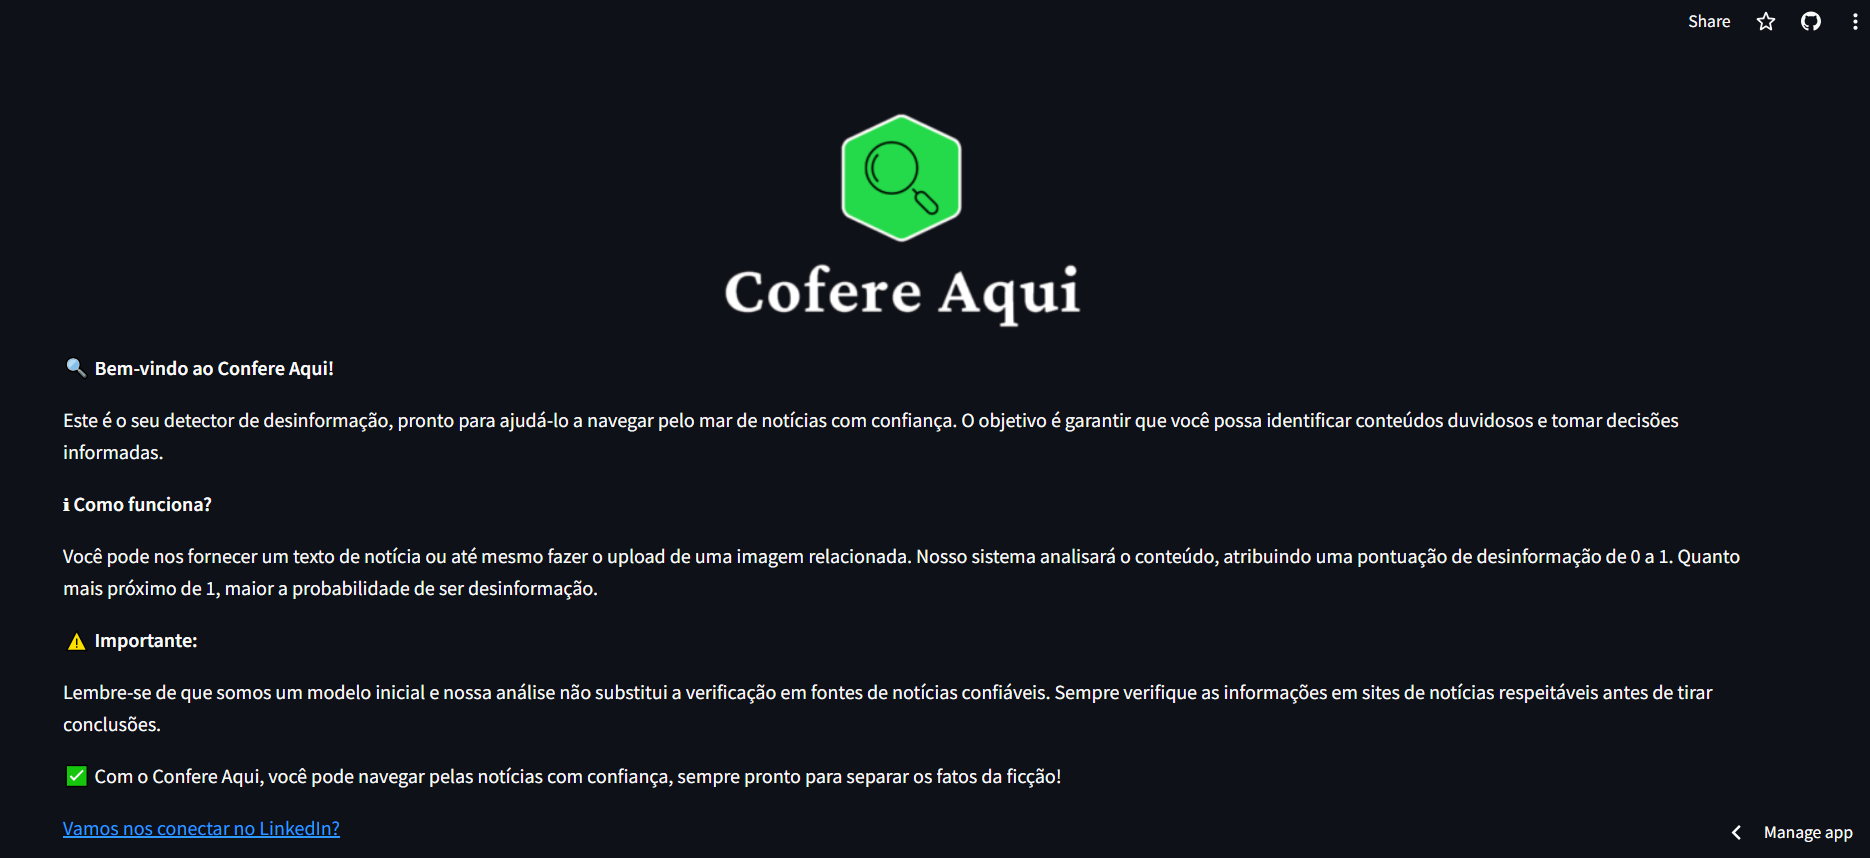 Share
Cofere Aqui
🔍 Bem-vindo ao Confere Aqui!
Este é o seu detector de desinformação, pronto para ajudá-lo a navegar pelo mar de notícias com confiança. O objetivo é garantir que você possa identificar conteúdos duvidosos e tomar decisões
informadas.
ℹ Como funciona?
Você pode nos fornecer um texto de notícia ou até mesmo fazer o upload de uma imagem relacionada. Nosso sistema analisará o conteúdo, atribuindo uma pontuação de desinformação de 0 a 1. Quanto
mais próximo de 1, maior a probabilidade de ser desinformação.
⚠️ Importante:
Lembre-se de que somos um modelo inicial e nossa análise não substitui a verificação em fontes de notícias confiáveis. Sempre verifique as informações em sites de notícias respeitáveis antes de tirar
conclusões.
✅ Com o Confere Aqui, você pode navegar pelas notícias com confiança, sempre pronto para separar os fatos da ficção!
Vamos nos conectar no LinkedIn?
Manage app